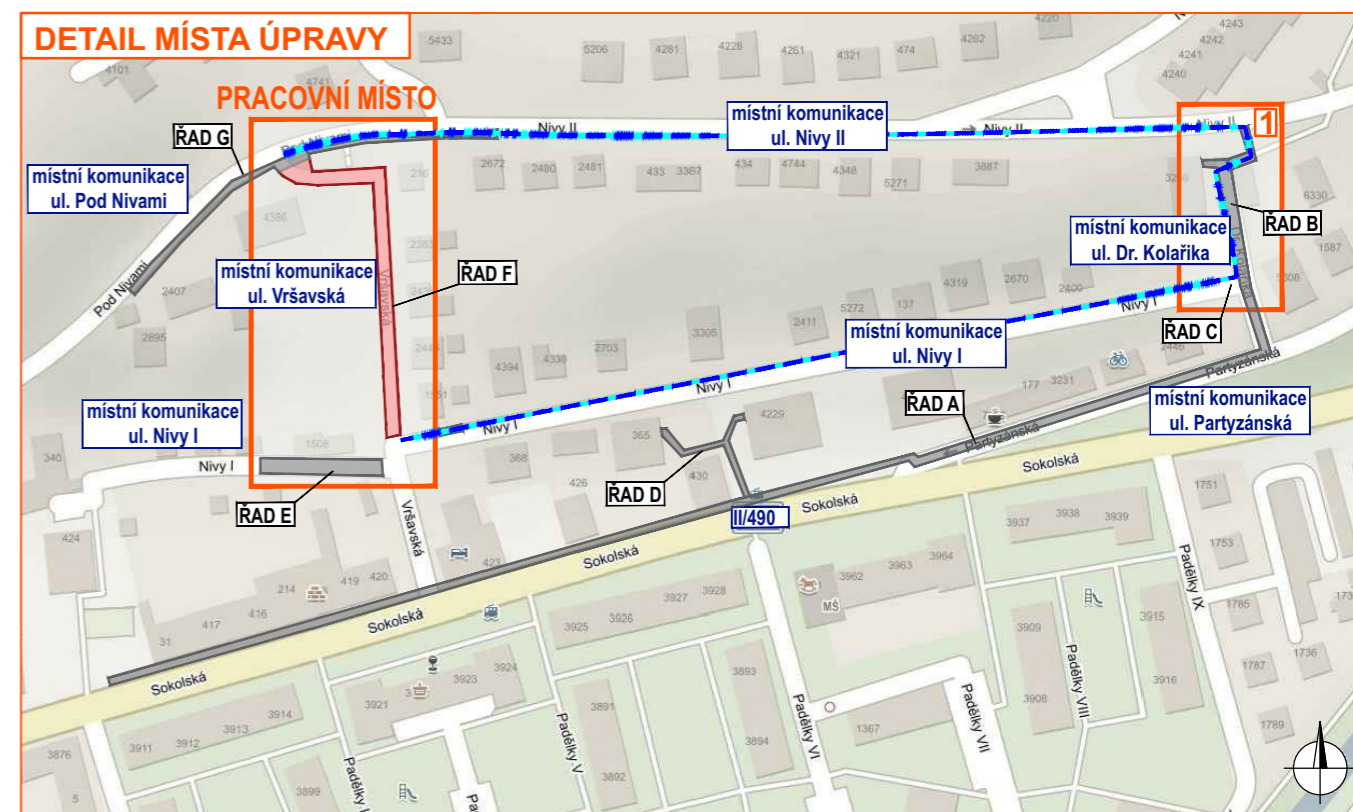 DETAIL MÍSTA ÚPRAVY
5433
5206
4281
4226
4261
4321
474
4262
4220
4243
4242
4241
4240
4101
4741
PRACOVNÍ MÍSTO
místní komunikace
ul. Nivy II
Nivy II
Nivy II
Nivy II
1
ŘAD G
místní komunikace
ul. Pod Nivami
Pod Nivami
2672
2480
2481
433
3367
434
4744
4348
5271
3887
216
6330
ŘAD B
1587
místní komunikace
ul. Dr. Kolaříka
4386
2383
místní komunikace
ul. Vršavská
Vršavská
ŘAD F
Pod Nivami
2407
2895
3305
2411
5272
137
4319
2670
2400
Nivy I
ŘAD C
místní komunikace
ul. Nivy I
4394
4338
2703
Nivy I
177
3231
Partyzánská
místní komunikace
ul. Partyzánská
ŘAD A
Partyzánská
místní komunikace
ul. Nivy I
Nivy I
4229
365
340
1508
Nivy I
368
426
430
ŘAD D
ŘAD E
Sokolská
II/490
Sokolská
1751
424
Vršavská
423
3937
3938
3939
1753
Sokolská
214
419
420
416
417
31
3962
3963
3964
MŠ
Padělky IX
1785
Sokolská
3925
3926
3927
3928
3909
3915
Sokolská
3924
3923
3921
3893
Padělky VI
Padělky VII
Padělky VIII
3908
3916
1787
1736
3914
3913
3912
3911
3876
Padělky V
3891
3894
1367
1789
3899
3892
5